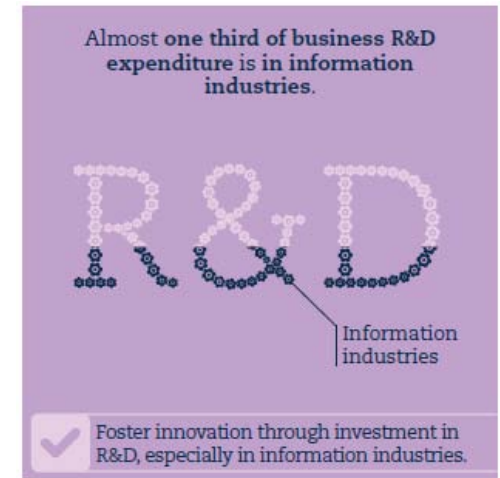 Almost one third of business R&D
expenditure is in information
industries.
R&D
Information
industries
Foster innovation through investment in
R&D, especially in information industries.